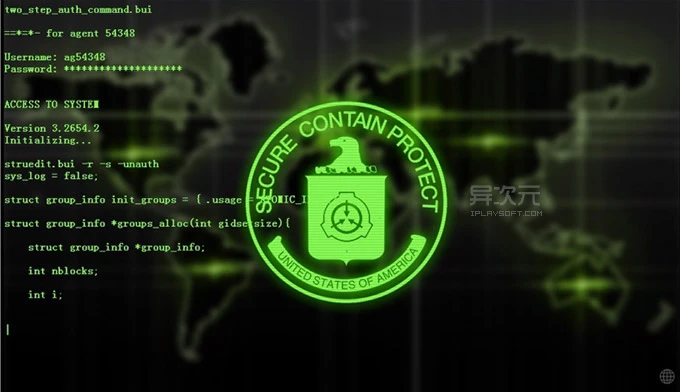 two_step_auth_command.bui
==*=*- for agent 54348
Username: ag54348
Password: ********************
ACCESS TO SYSTEM
Version 3.2654.2
Initializing...
struedit.bui -r -s -unauth
sys_log = false;
struct group_info init_groups = { .usage =
struct group_info *groups_alloc(int gidsetsize){
struct group_info *group_info;
int nblocks;
int i;
SECURE CONTAIN PROTECT
UNITED STATES OF AMERICA
异次元
IPLAYSOFT.COM